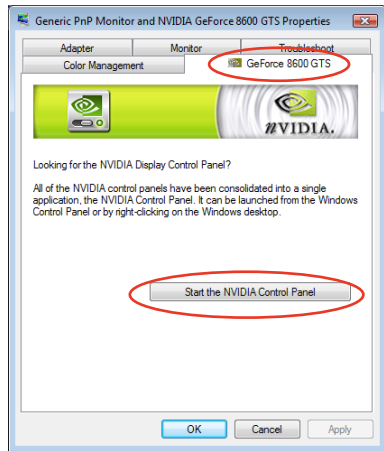 Generic PnP Monitor and NVIDIA GeForce 8600 GTS Properties
Adapter Monitor Troubleshoot
Color Management GeForce 8600 GTS
NVIDIA.
Looking for the NVIDIA Display Control Panel?
All of the NVIDIA control panels have been consolidated into a single
application, the NVIDIA Control Panel. It can be launched from the Windows
Control Panel or by right-clicking on the Windows desktop.
Start the NVIDIA Control Panel
OK Cancel Apply